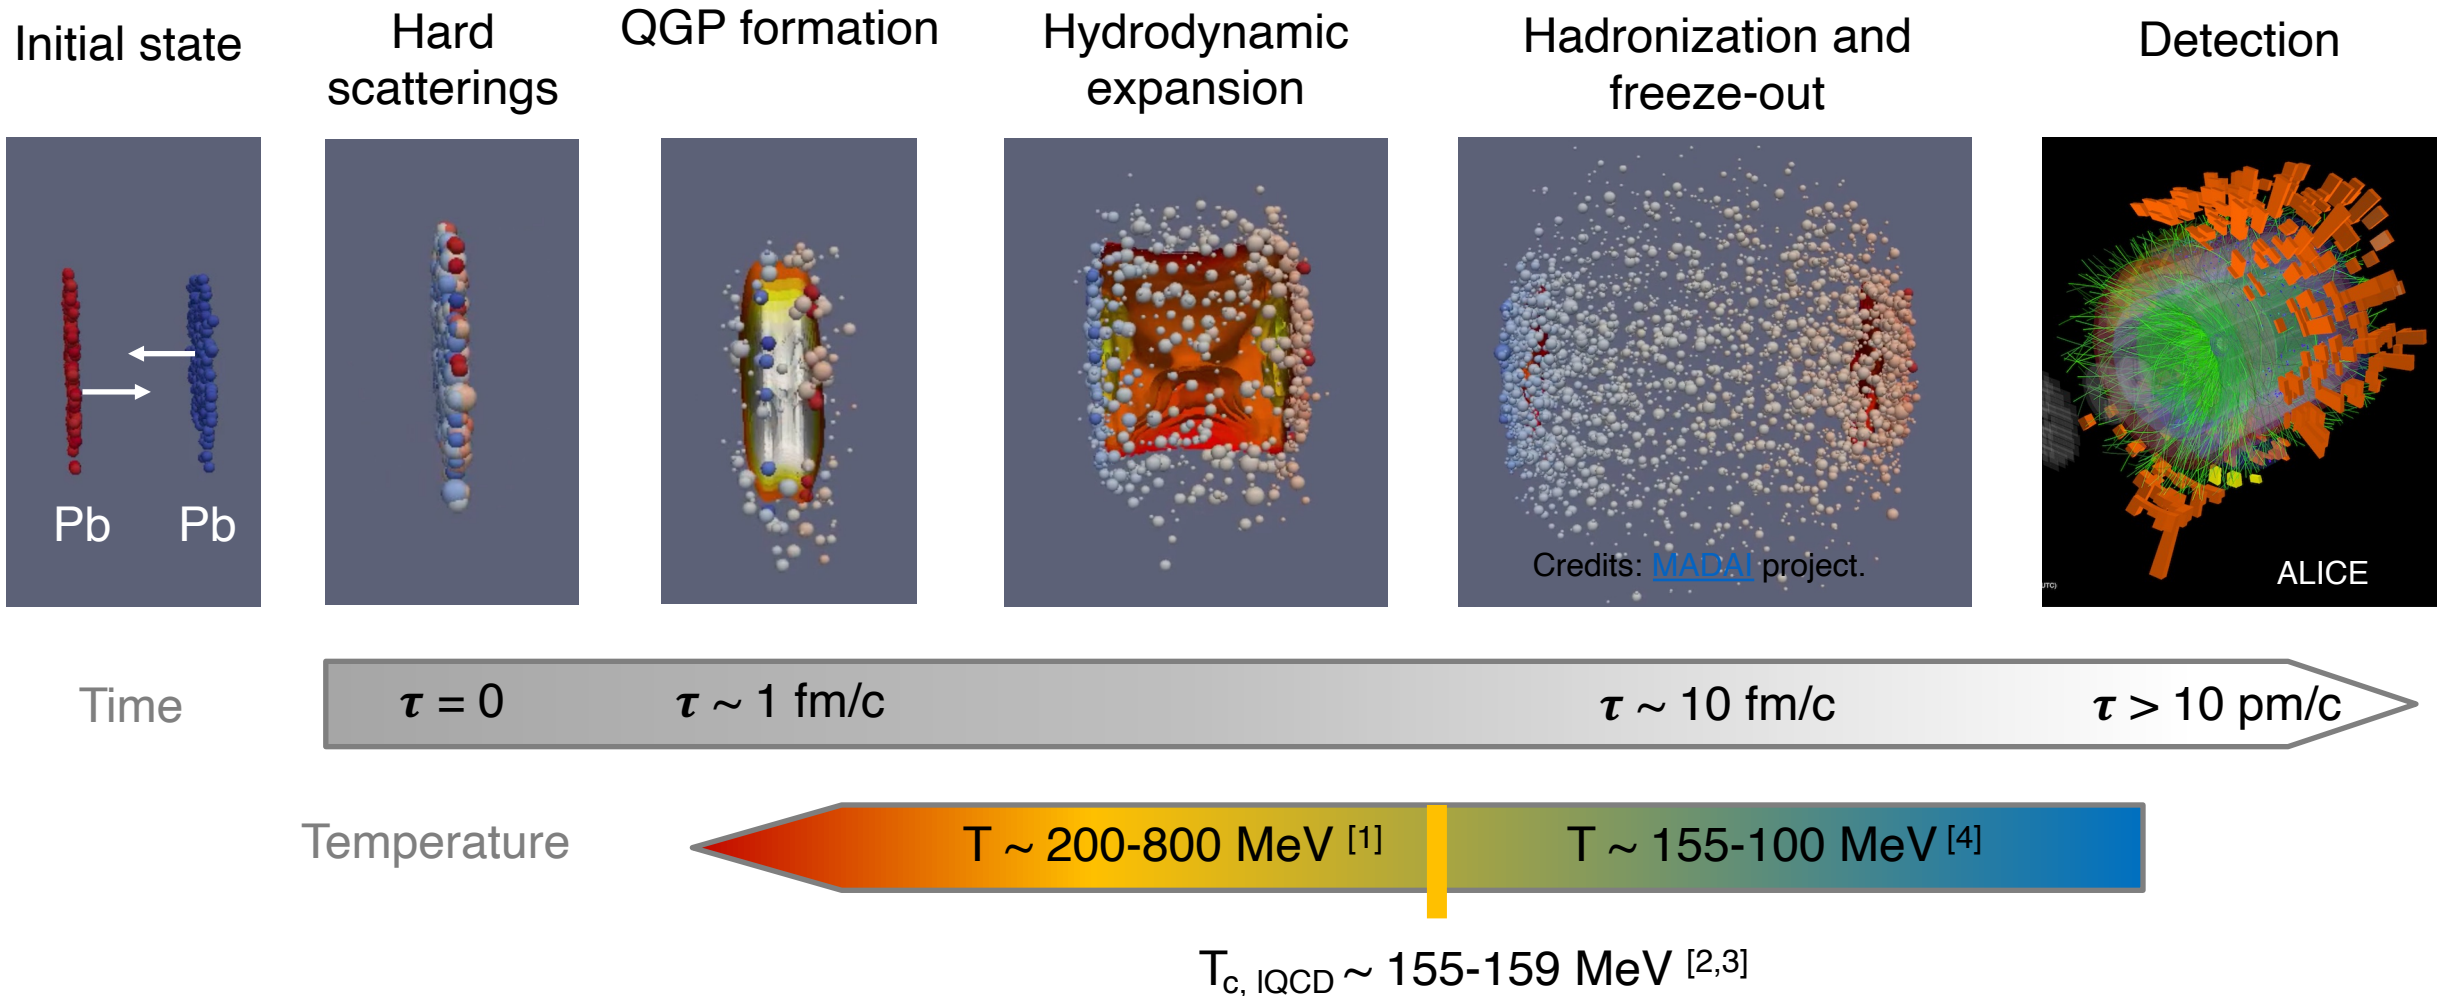 Initial state
Hard
scatterings
QGP formation
Hydrodynamic
expansion
Hadronization and
freeze-out
Detection
Pb Pb
Credits: MADAI project.
UTC)
ALICE
Time
τ = 0
τ ~ 1 fm/c
τ ~ 10 fm/c
τ > 10 pm/c
Temperature
T ~ 200-800 MeV [1]
T ~ 155-100 MeV [4]
Tc, lQCD ~ 155-159 MeV [2,3]